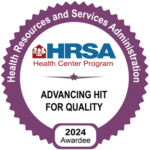 Health Resources and Services Administration
HRSA
Health Center Program
ADVANCING HIT
FOR QUALITY
2024
Awardee